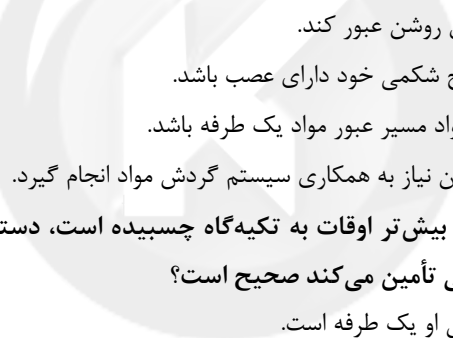 روشن عبور کند.
شکمی خود دارای عصب باشد.
مسیر عبور مواد یک طرفه باشد.
نیاز به همکاری سیستم گردش مواد انجام گیرد.
بیش‌تر اوقات به تکیه‌گاه چسبیده است،
تأمین می‌کند صحیح است؟
او یک طرفه است.